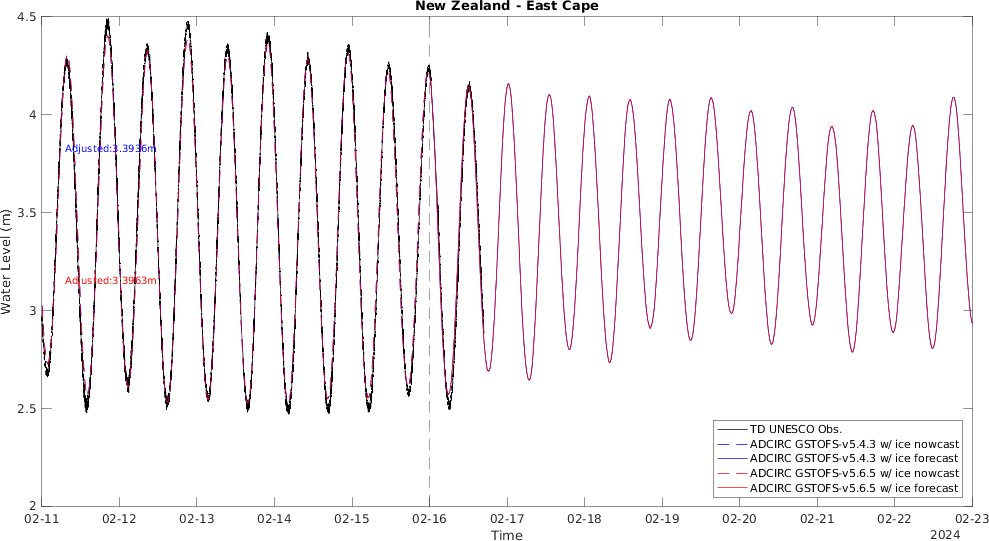 New Zealand - East Cape
4.5
4
3.5
3
2.5
2
Water Level (m)
Adjusted:3.3936m
Adjusted:3.3963m
TD UNESCO Obs.
ADCIRC GSTOFS-v5.4.3 w/ ice nowcast
ADCIRC GSTOFS-v5.4.3 w/ ice forecast
ADCIRC GSTOFS-v5.6.5 w/ ice nowcast
ADCIRC GSTOFS-v5.6.5 w/ ice forecast
02-11 02-12 02-13 02-14 02-15 02-16 02-17 02-18 02-19 02-20 02-21 02-22 02-23
Time
2024